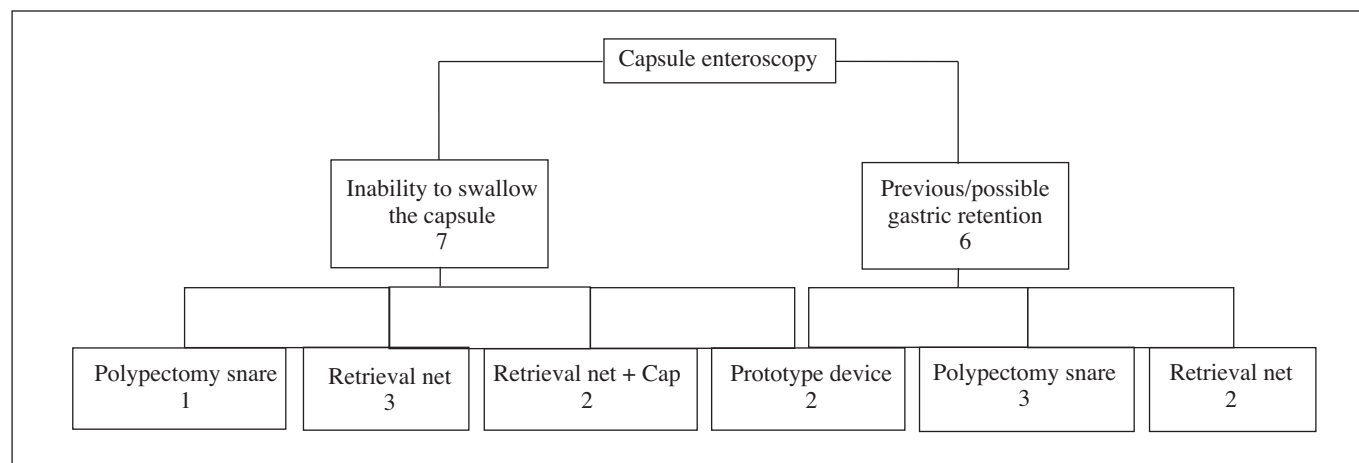 Capsule enteroscopy
Inability to swallow
the capsule
7
Previous/possible
gastric retention
6
Polypectomy snare
1
Retrieval net
3
Retrieval net + Cap
2
Prototype device
2
Polypectomy snare
3
Retrieval net
2